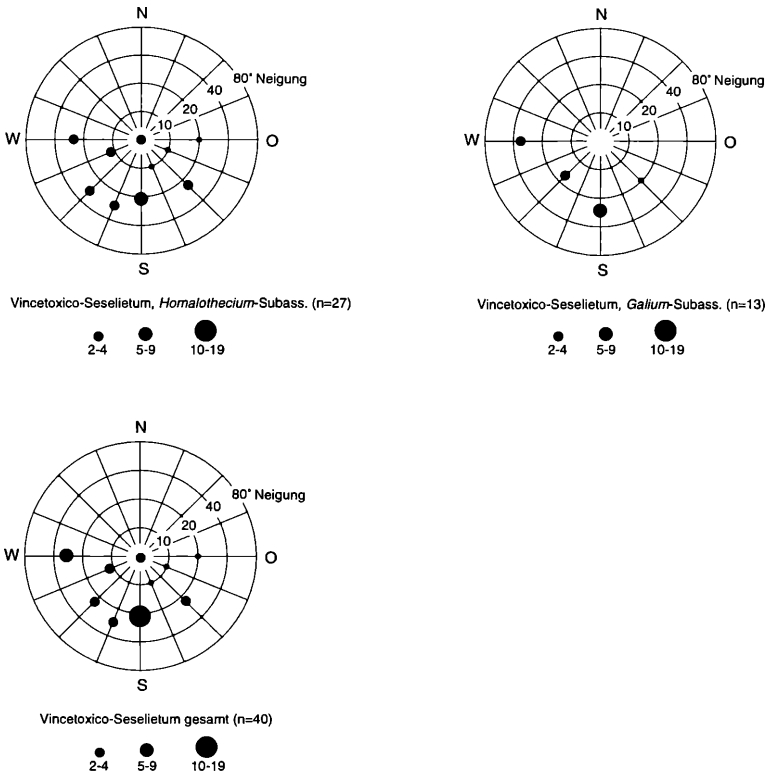 N
80° Neigung
40
20
10
W
O
S
Vincetoxico-Seselietum, Homalothecium-Subass. (n=27)
2-4 5-9 10-19
N
80° Neigung
40
20
10
W
O
S
Vincetoxico-Seselietum, Galium-Subass. (n=13)
2-4 5-9 10-19
N
80° Neigung
40
20
10
W
O
S
Vincetoxico-Seselietum gesamt (n=40)
2-4 5-9 10-19